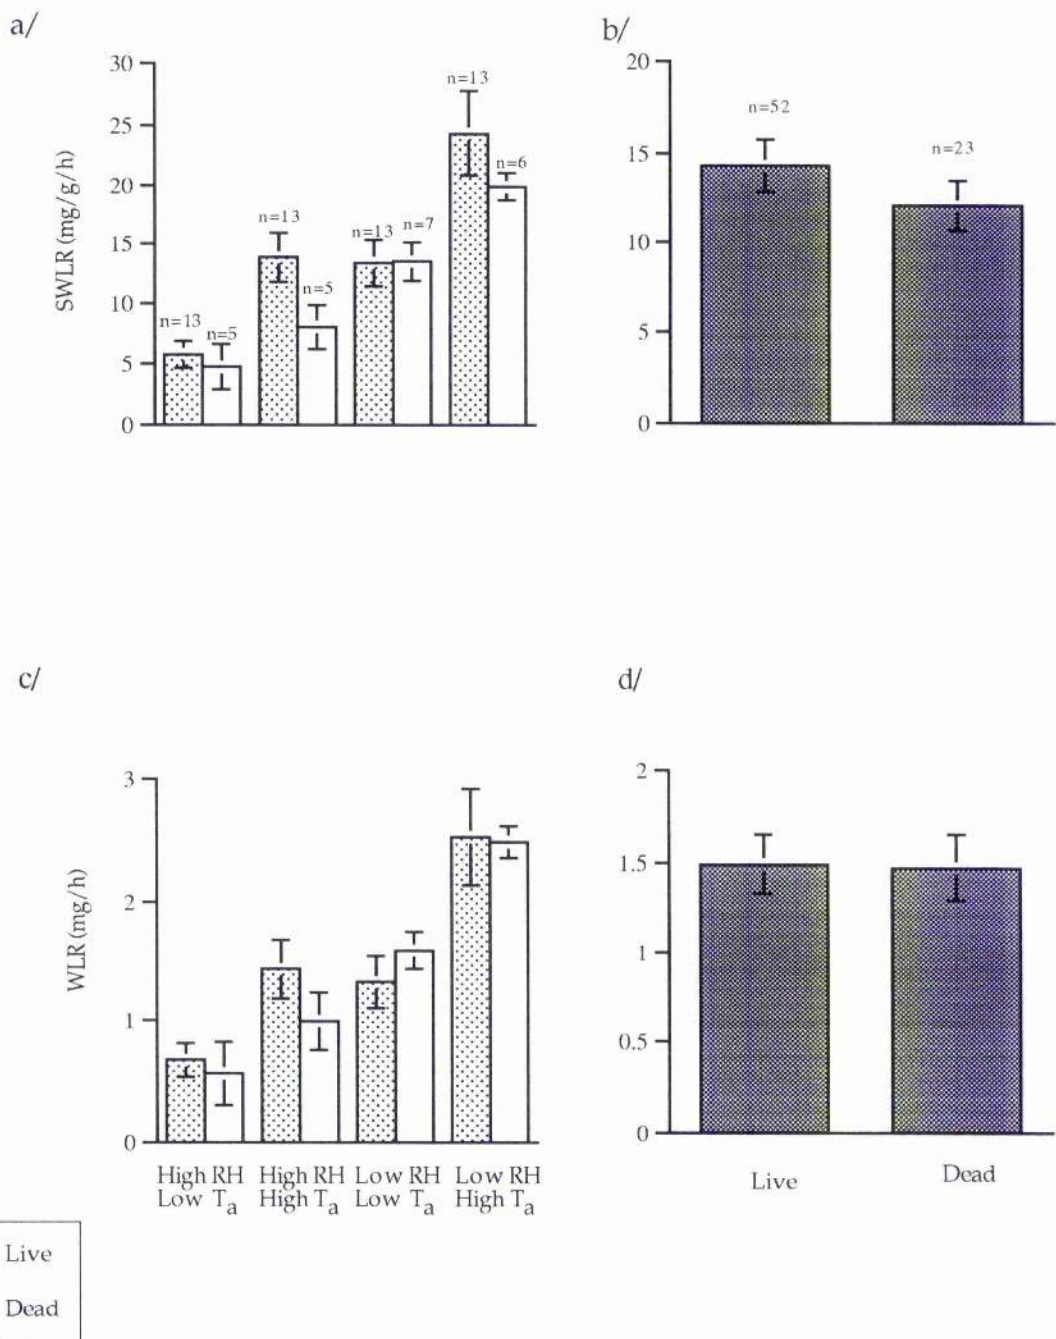 a/
30
25
20
15
10
5
0
SWLR (mg/g/h)
n=13
n=5
n=13
n=5
n=13
n=7
n=13
n=6
b/
20
15
10
5
0
n=52
n=23
c/
3
2
1
0
WLR (mg/h)
High RH
Low Ta
High RH
High Ta
Low RH
Low Ta
Low RH
High Ta
d/
2
1.5
1
0.5
0
Live
Dead
Live
Dead